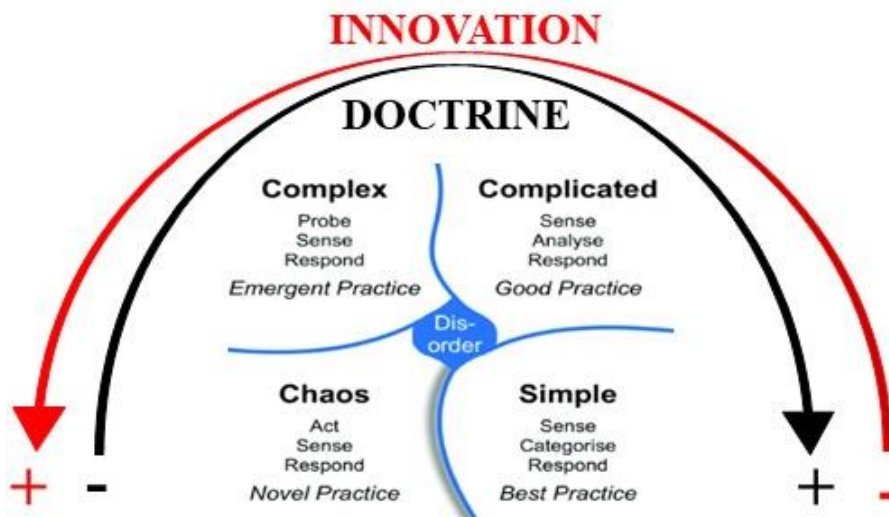 INNOVATION
DOCTRINE
Complex
Probe
Sense
Respond
Emergent Practice
Complicated
Sense
Analyse
Respond
Good Practice
Dis-
order
Chaos
Act
Sense
Respond
Novel Practice
Simple
Sense
Categorise
Respond
Best Practice
+ -
+ -